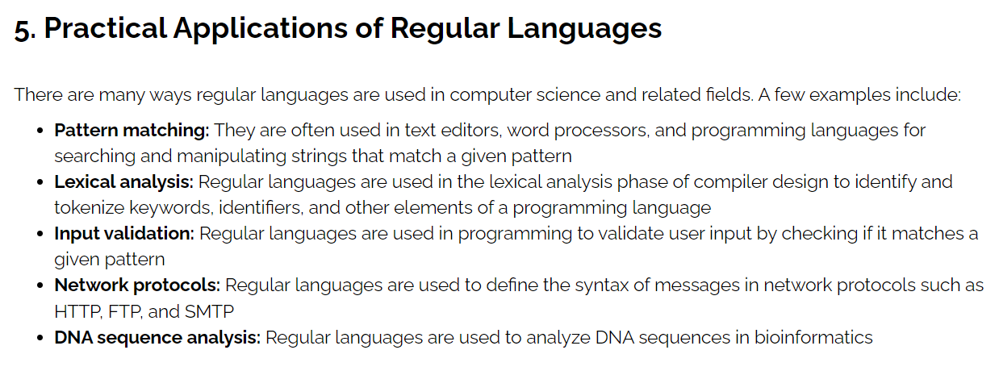 5. Practical Applications of Regular Languages
There are many ways regular languages are used in computer science and related fields. A few examples include:
• Pattern matching: They are often used in text editors, word processors, and programming languages for
searching and manipulating strings that match a given pattern
• Lexical analysis: Regular languages are used in the lexical analysis phase of compiler design to identify and
tokenize keywords, identifiers, and other elements of a programming language
• Input validation: Regular languages are used in programming to validate user input by checking if it matches a
given pattern
• Network protocols: Regular languages are used to define the syntax of messages in network protocols such as
HTTP, FTP, and SMTP
• DNA sequence analysis: Regular languages are used to analyze DNA sequences in bioinformatics